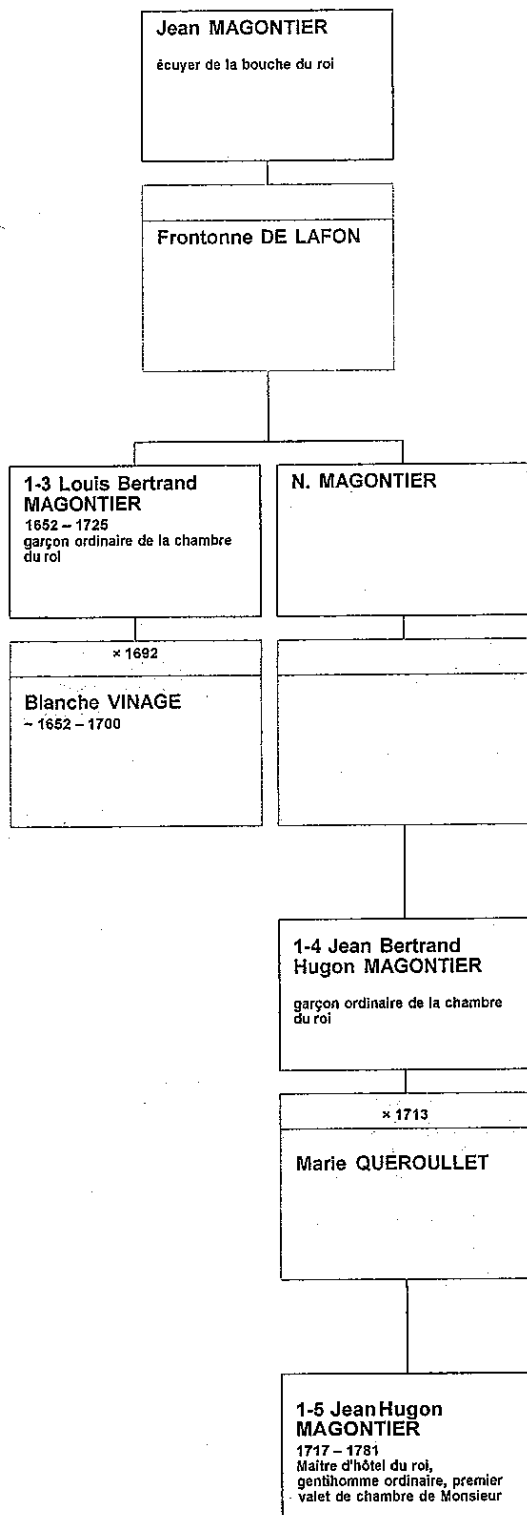 Jean MAGONTIER
écuyer de la bouche du roi
Frontonne DE LAFON
1-3 Louis Bertrand
MAGONTIER
1652 – 1725
garçon ordinaire de la chambre
du roi
N. MAGONTIER
× 1692
Blanche VINAGE
~ 1652 – 1700
1-4 Jean Bertrand
Hugon MAGONTIER
garçon ordinaire de la chambre
du roi
× 1713
Marie QUEROULLET
1-5 Jean Hugon
MAGONTIER
1717 – 1781
Maître d'hôtel du roi,
gentihomme ordinaire, premier
valet de chambre de Monsieur